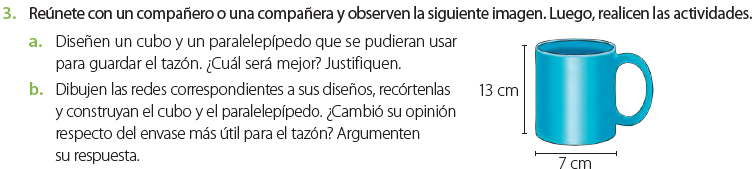 3. Reúnete con un compañero o una compañera y observen la siguiente imagen. Luego, realicen las actividades.
a. Diseñen un cubo y un paralelepípedo que se pudieran usar
para guardar el tazón. ¿Cuál será mejor? Justifiquen.
b. Dibujen las redes correspondientes a sus diseños, recórtenlas
y construyan el cubo y el paralelepípedo. ¿Cambió su opinión
respecto del envase más útil para el tazón? Argumenten
su respuesta.
13 cm
7 cm